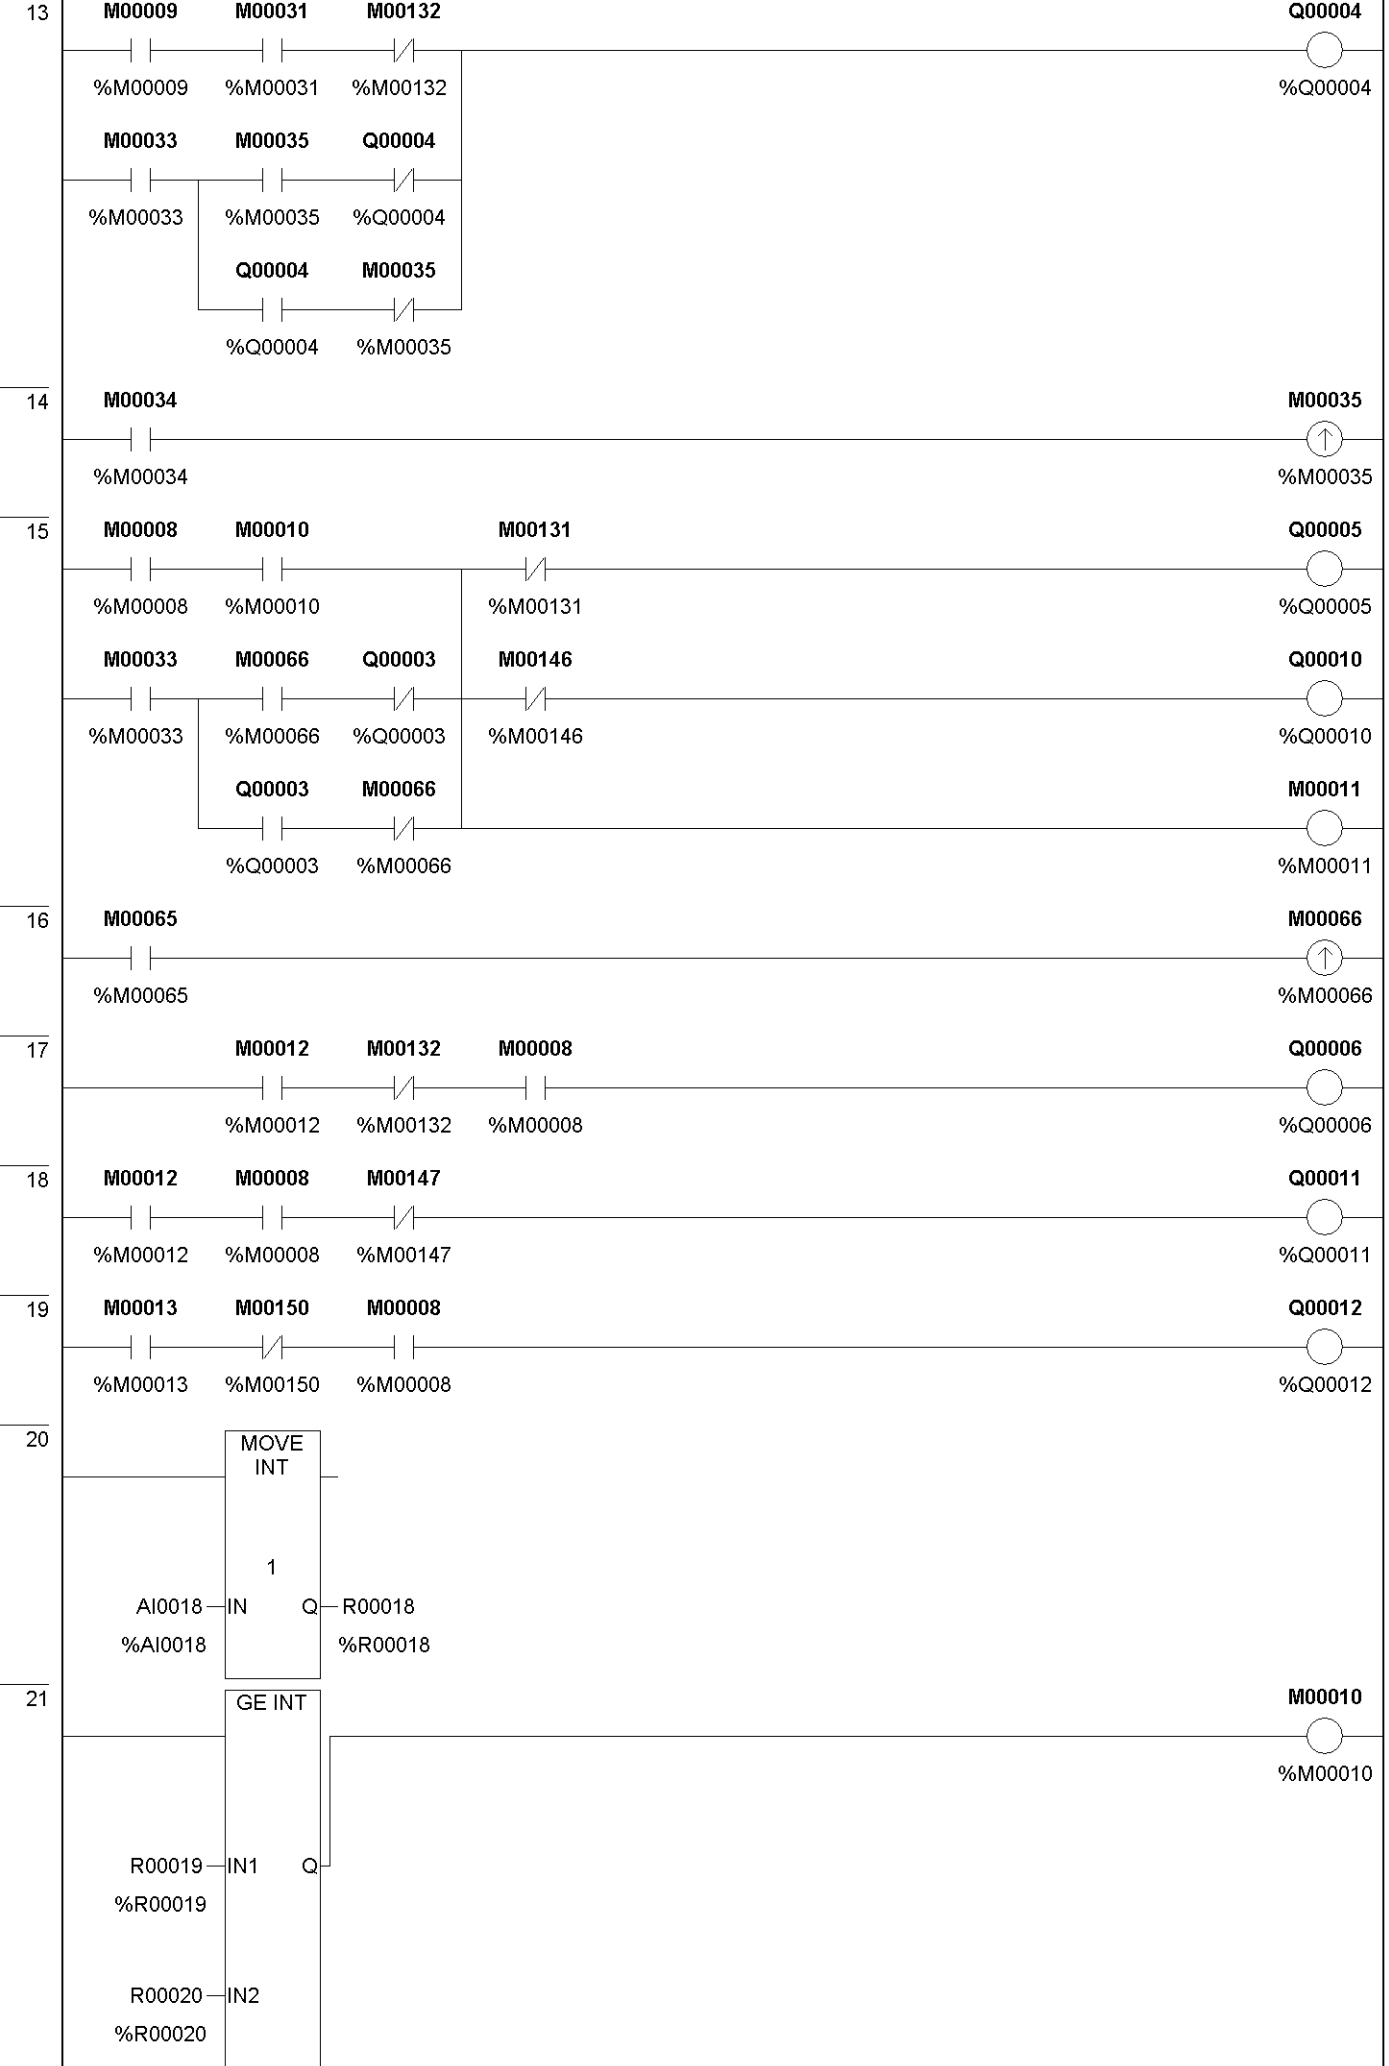 13 M00009 M00031 M00132 Q00004
%M00009 %M00031 %M00132 %Q00004
M00033 M00035 Q00004
%M00033 %M00035 %Q00004
Q00004 M00035
%Q00004 %M00035
14 M00034 M00035
%M00034 %M00035
15 M00008 M00010 M00131 Q00005
%M00008 %M00010 %M00131 %Q00005
M00033 M00066 Q00003 M00146 Q00010
%M00033 %M00066 %Q00003 %M00146 %Q00010
Q00003 M00066 M00011
%Q00003 %M00066 %M00011
16 M00065 M00066
%M00065 %M00066
17 M00012 M00132 M00008 Q00006
%M00012 %M00132 %M00008 %Q00006
18 M00012 M00008 M00147 Q00011
%M00012 %M00008 %M00147 %Q00011
19 M00013 M00150 M00008 Q00012
%M00013 %M00150 %M00008 %Q00012
20 MOVE
INT
1
AI0018 IN Q R00018
%AI0018 %R00018
21 GE INT M00010
%M00010
R00019 IN1 Q
%R00019
R00020 IN2
%R00020